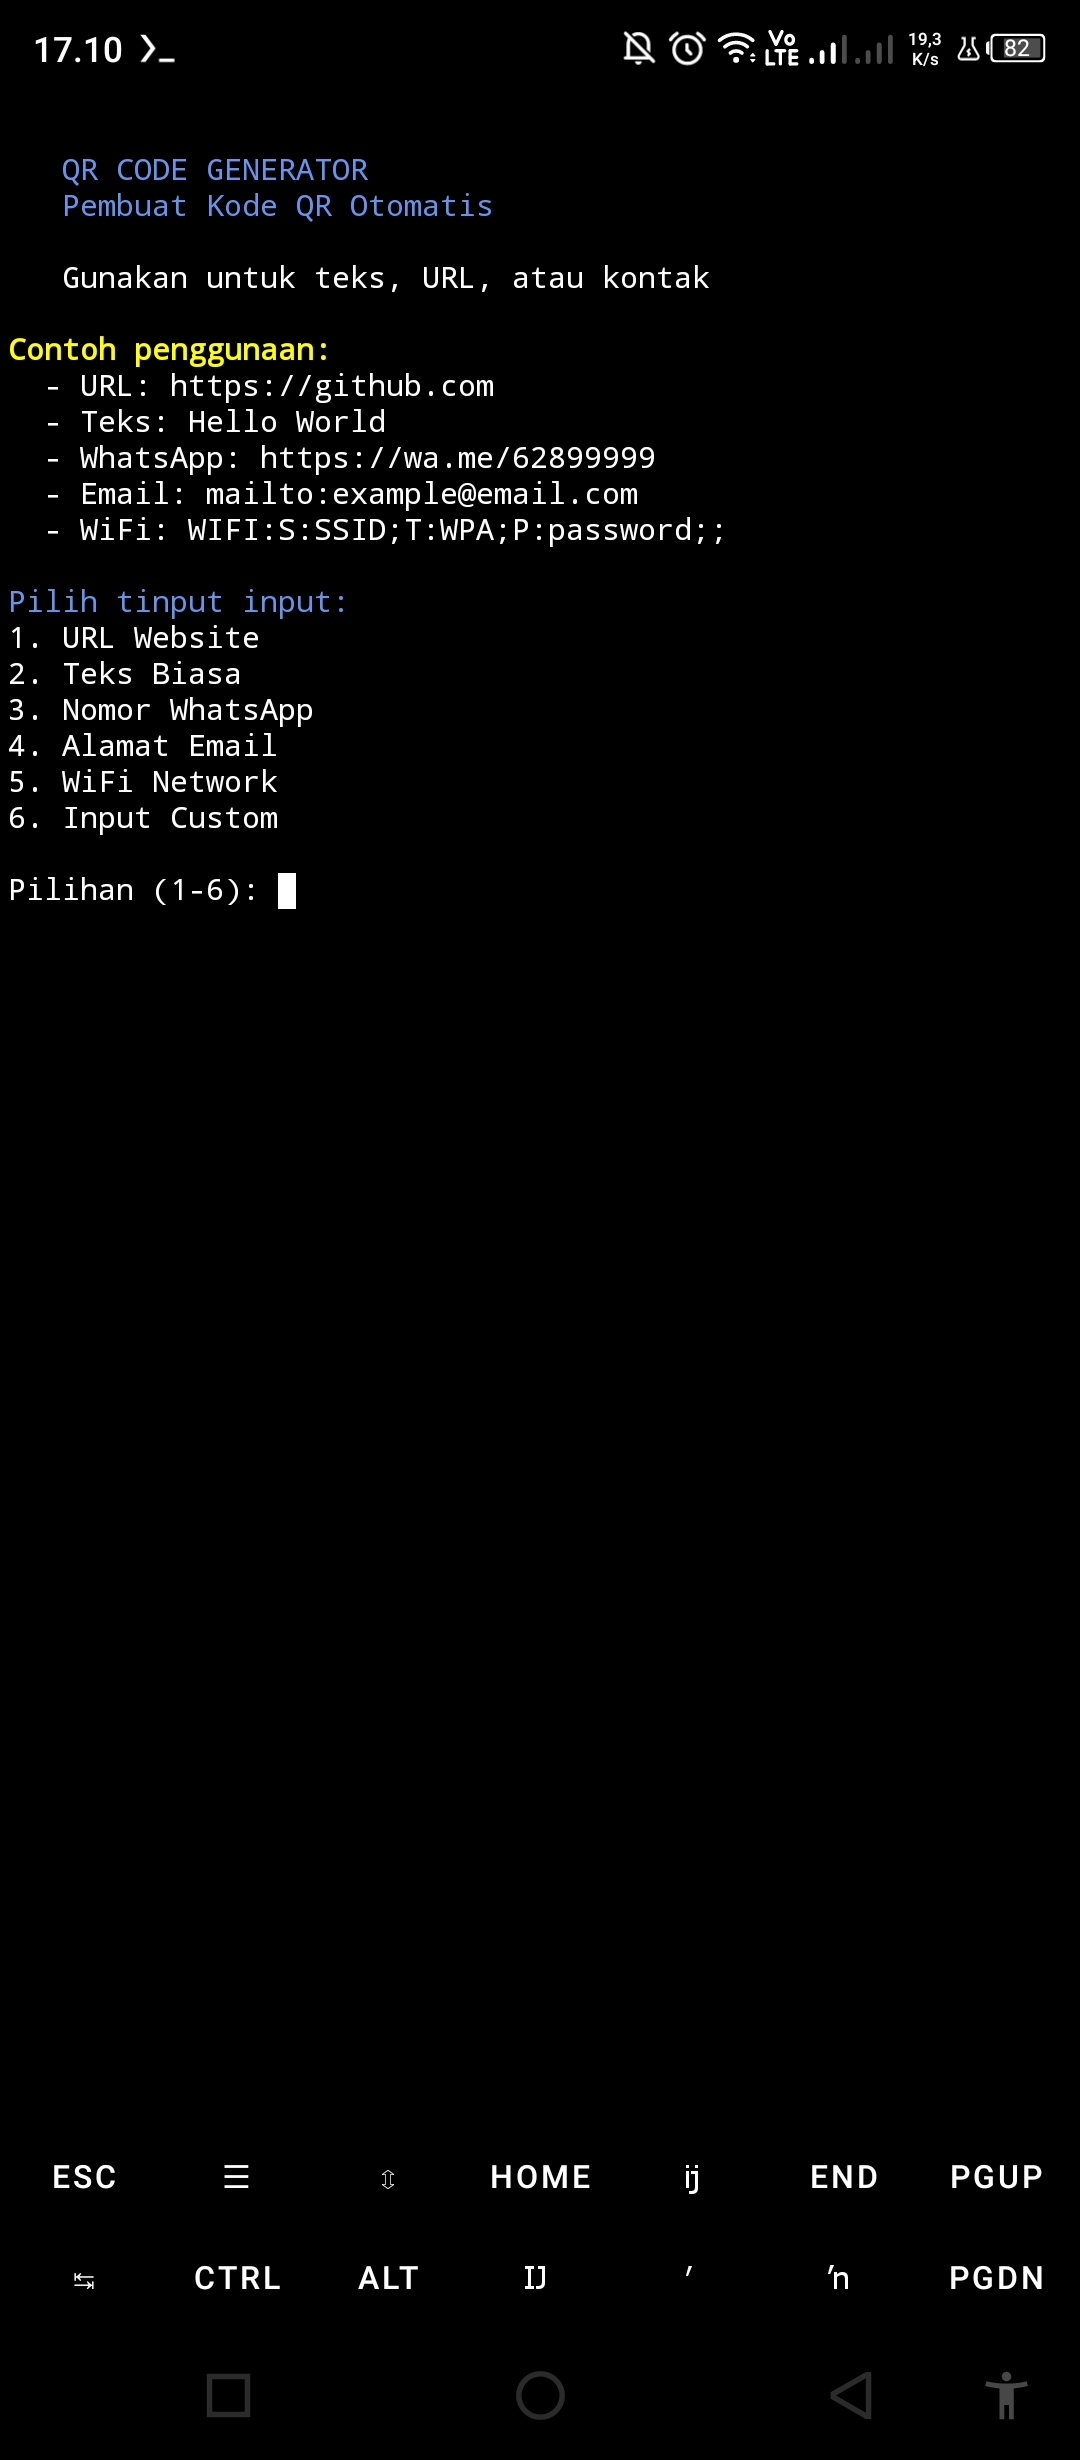 17.10
Vo
LTE
19,3
K/s
82
QR CODE GENERATOR
Pembuat Kode QR Otomatis
Gunakan untuk teks, URL, atau kontak
Contoh penggunaan:
- URL: https://github.com
- Teks: Hello World
- WhatsApp: https://wa.me/62899999
- Email: mailto:example@email.com
- WiFi: WIFI:S:SSID;T:WPA;P:password;;
Pilih tinput input:
1. URL Website
2. Teks Biasa
3. Nomor WhatsApp
4. Alamat Email
5. WiFi Network
6. Input Custom
Pilihan (1-6):
ESC ☰ ⇳ HOME ĳ END PGUP
↹ CTRL ALT Ĳ ′ ŉ PGDN